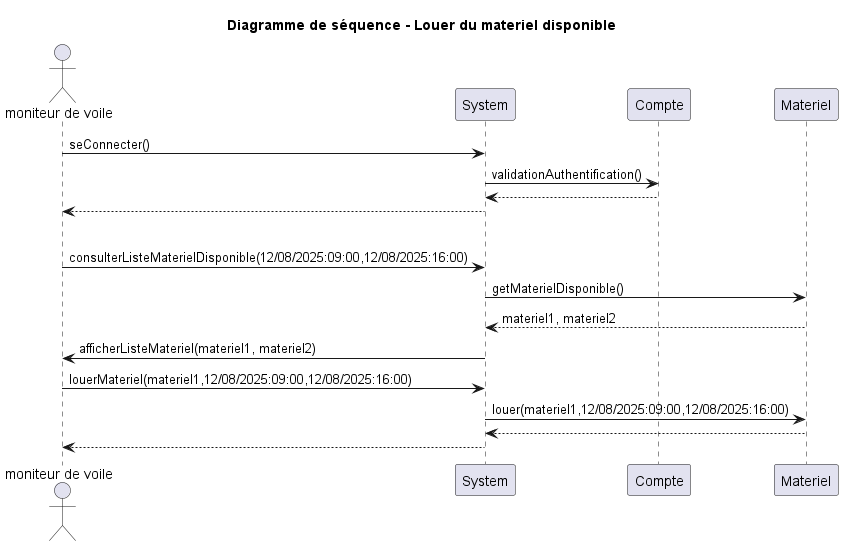 Diagramme de séquence - Louer du materiel disponible
moniteur de voile
System
Compte
Materiel
seConnecter()
validationAuthentification()
consulterListeMaterielDisponible(12/08/2025:09:00,12/08/2025:16:00)
getMaterielDisponible()
materiel1, materiel2
afficherListeMateriel(materiel1, materiel2)
louerMateriel(materiel1,12/08/2025:09:00,12/08/2025:16:00)
louer(materiel1,12/08/2025:09:00,12/08/2025:16:00)
moniteur de voile
System
Compte
Materiel